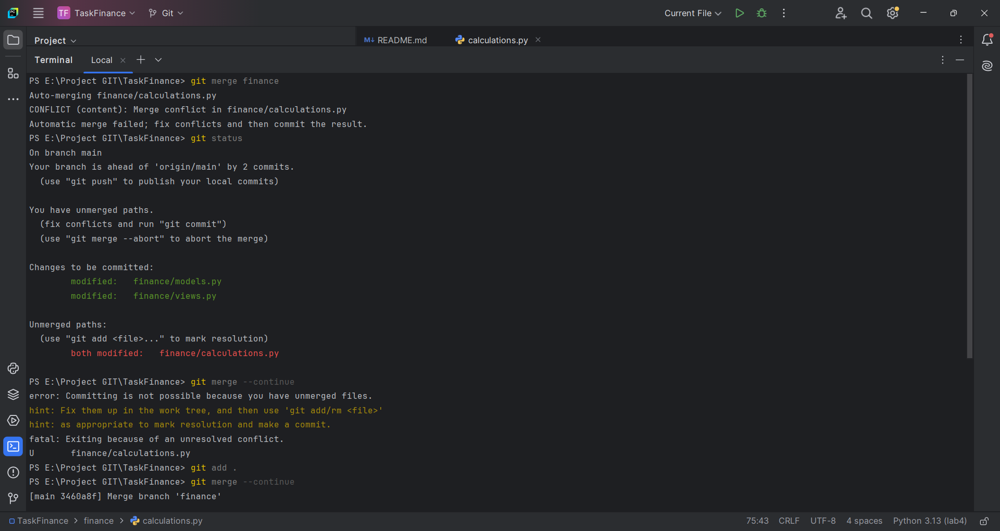 TF TaskFinance Git Current File
Project README.md calculations.py
Terminal Local
PS E:\Project GIT\TaskFinance> git merge finance
Auto-merging finance/calculations.py
CONFLICT (content): Merge conflict in finance/calculations.py
Automatic merge failed; fix conflicts and then commit the result.
PS E:\Project GIT\TaskFinance> git status
On branch main
Your branch is ahead of 'origin/main' by 2 commits.
  (use "git push" to publish your local commits)

You have unmerged paths.
  (fix conflicts and run "git commit")
  (use "git merge --abort" to abort the merge)

Changes to be committed:
        modified:   finance/models.py
        modified:   finance/views.py

Unmerged paths:
  (use "git add <file>..." to mark resolution)
        both modified:   finance/calculations.py

PS E:\Project GIT\TaskFinance> git merge --continue
error: Committing is not possible because you have unmerged files.
hint: Fix them up in the work tree, and then use 'git add/rm <file>'
hint: as appropriate to mark resolution and make a commit.
fatal: Exiting because of an unresolved conflict.
U       finance/calculations.py
PS E:\Project GIT\TaskFinance> git add .
PS E:\Project GIT\TaskFinance> git merge --continue
[main 3460a8f] Merge branch 'finance'
TaskFinance > finance > calculations.py 75:43 CRLF UTF-8 4 spaces Python 3.13 (lab4)